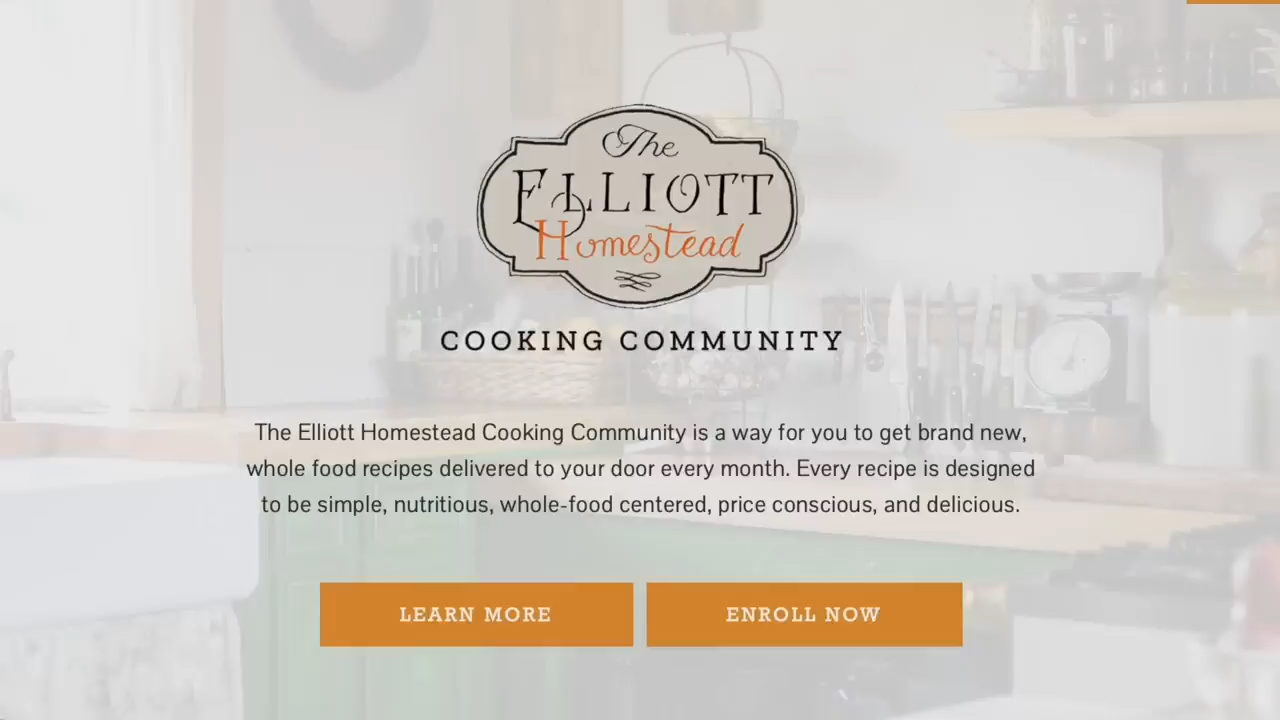 The
ELLIOTT
Homestead
COOKING COMMUNITY
The Elliott Homestead Cooking Community is a way for you to get brand new,
whole food recipes delivered to your door every month. Every recipe is designed
to be simple, nutritious, whole-food centered, price conscious, and delicious.
LEARN MORE ENROLL NOW